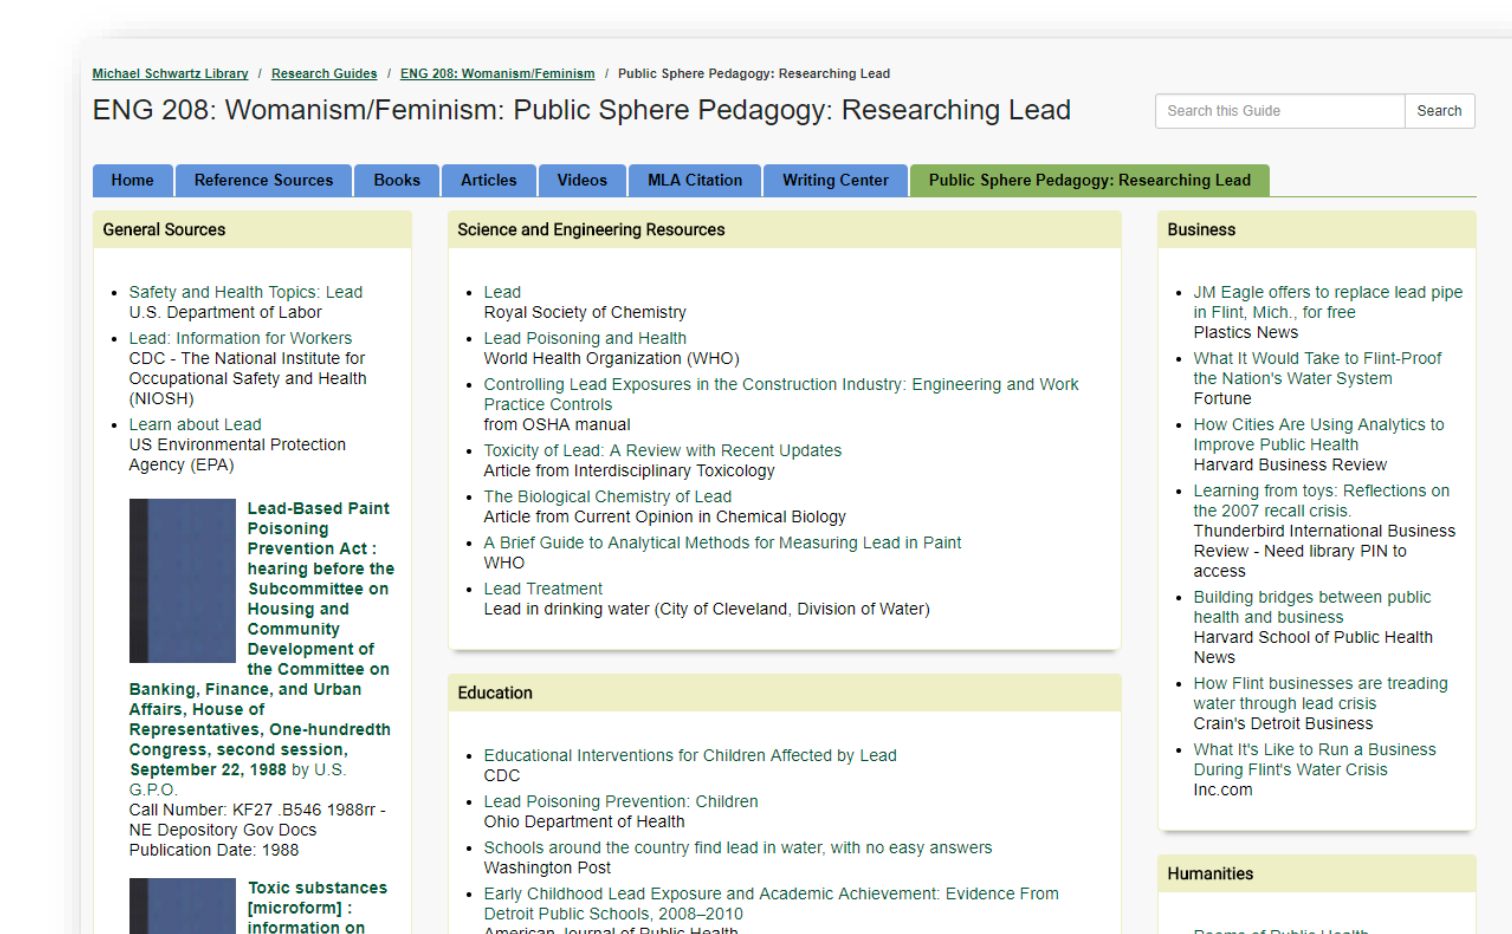 Michael Schwartz Library / Research Guides / ENG 208: Womanism/Feminism / Public Sphere Pedagogy: Researching Lead
ENG 208: Womanism/Feminism: Public Sphere Pedagogy: Researching Lead
Search this Guide
Search
Home
Reference Sources
Books
Articles
Videos
MLA Citation
Writing Center
Public Sphere Pedagogy: Researching Lead
General Sources
Safety and Health Topics: Lead
U.S. Department of Labor
Lead: Information for Workers
CDC - The National Institute for
Occupational Safety and Health
(NIOSH)
Learn about Lead
US Environmental Protection
Agency (EPA)
Lead-Based Paint
Poisoning
Prevention Act :
hearing before the
Subcommittee on
Housing and
Community
Development of
the Committee on
Banking, Finance, and Urban
Affairs, House of
Representatives, One-hundredth
Congress, second session,
September 22, 1988 by U.S.
G.P.O.
Call Number: KF27 .B546 1988rr -
NE Depository Gov Docs
Publication Date: 1988
Toxic substances
[microform] :
information on
Science and Engineering Resources
Lead
Royal Society of Chemistry
Lead Poisoning and Health
World Health Organization (WHO)
Controlling Lead Exposures in the Construction Industry: Engineering and Work
Practice Controls
from OSHA manual
Toxicity of Lead: A Review with Recent Updates
Article from Interdisciplinary Toxicology
The Biological Chemistry of Lead
Article from Current Opinion in Chemical Biology
A Brief Guide to Analytical Methods for Measuring Lead in Paint
WHO
Lead Treatment
Lead in drinking water (City of Cleveland, Division of Water)
Education
Educational Interventions for Children Affected by Lead
CDC
Lead Poisoning Prevention: Children
Ohio Department of Health
Schools around the country find lead in water, with no easy answers
Washington Post
Early Childhood Lead Exposure and Academic Achievement: Evidence From
Detroit Public Schools, 2008–2010
American Journal of Public Health
Business
JM Eagle offers to replace lead pipe
in Flint, Mich., for free
Plastics News
What It Would Take to Flint-Proof
the Nation's Water System
Fortune
How Cities Are Using Analytics to
Improve Public Health
Harvard Business Review
Learning from toys: Reflections on
the 2007 recall crisis.
Thunderbird International Business
Review - Need library PIN to
access
Building bridges between public
health and business
Harvard School of Public Health
News
How Flint businesses are treading
water through lead crisis
Crain's Detroit Business
What It's Like to Run a Business
During Flint's Water Crisis
Inc.com
Humanities
of Public Health